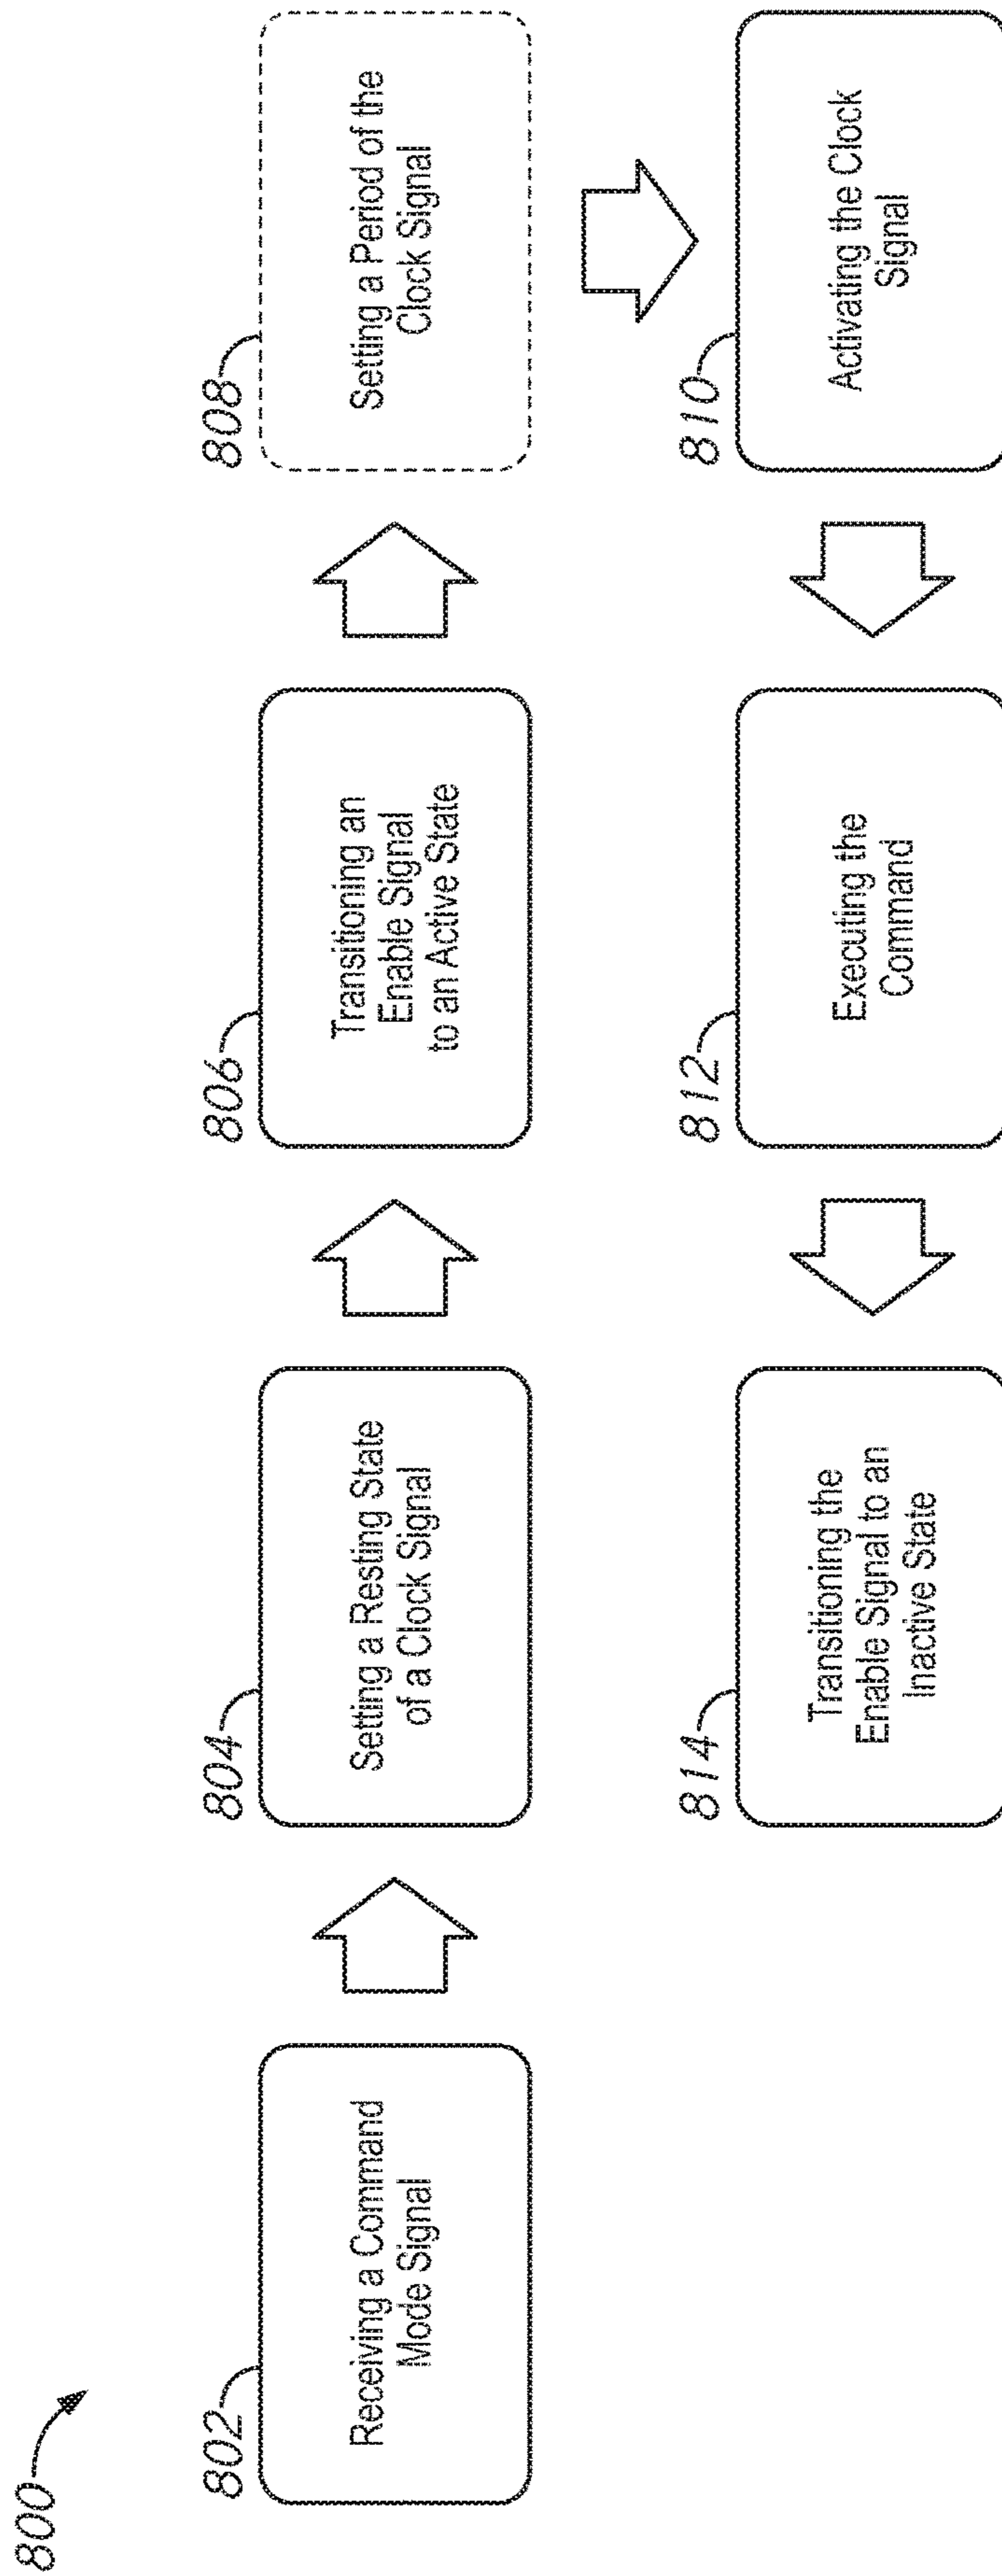 800
802
Receiving a Command
Mode Signal
804
Setting a Resting State
of a Clock Signal
806
Transitioning an
Enable Signal
to an Active State
808
Setting a Period of the
Clock Signal
810
Activating the Clock
Signal
812
Executing the
Command
814
Transitioning the
Enable Signal to an
Inactive State